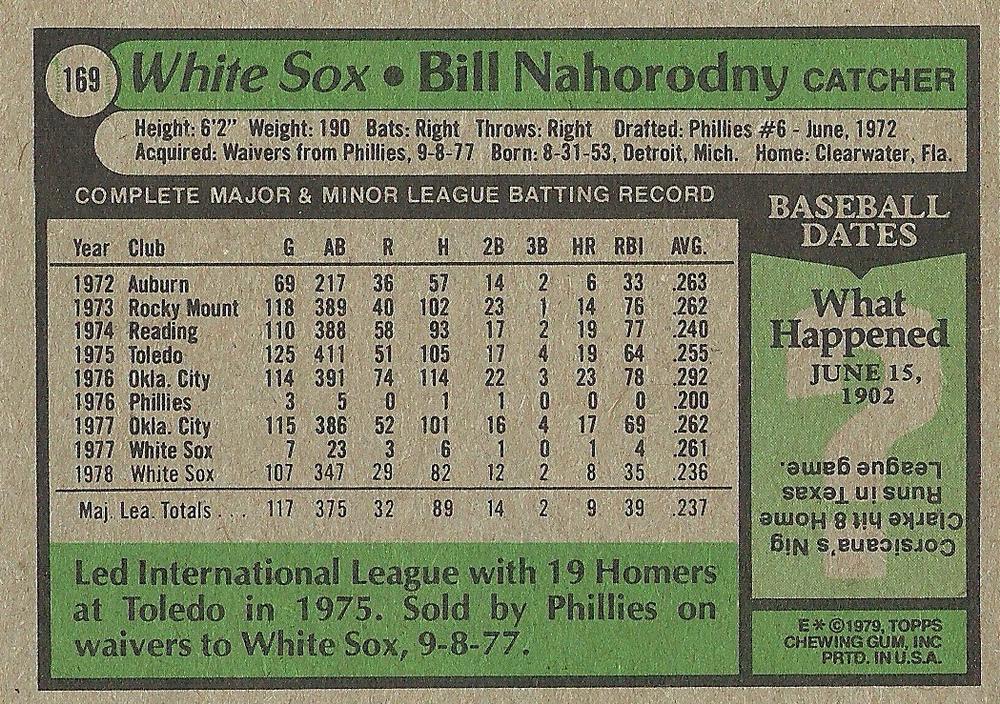 169 White Sox • Bill Nahorodny CATCHER
Height: 6'2" Weight: 190 Bats: Right Throws: Right Drafted: Phillies #6 - June, 1972
Acquired: Waivers from Phillies, 9-8-77 Born: 8-31-53, Detroit, Mich. Home: Clearwater, Fla.
COMPLETE MAJOR & MINOR LEAGUE BATTING RECORD
Year Club G AB R H 2B 3B HR RBI AVG.
1972 Auburn 69 217 36 57 14 2 6 33 .263
1973 Rocky Mount 118 389 40 102 23 1 14 76 .262
1974 Reading 110 388 58 93 17 2 19 77 .240
1975 Toledo 125 411 51 105 17 4 19 64 .255
1976 Okla. City 114 391 74 114 22 3 23 78 .292
1976 Phillies 3 5 0 1 1 0 0 0 .200
1977 Okla. City 115 386 52 101 16 4 17 69 .262
1977 White Sox 7 23 3 6 1 0 1 4 .261
1978 White Sox 107 347 29 82 12 2 8 35 .236
Maj. Lea. Totals . . . 117 375 32 89 14 2 9 39 .237
Led International League with 19 Homers
at Toledo in 1975. Sold by Phillies on
waivers to White Sox, 9-8-77.
BASEBALL
DATES
What
Happened
JUNE 15,
1902
?
Corsicana's Nig
Clarke hit 8 Home
Runs in Texas
League game.
E*©1979, TOPPS
CHEWING GUM, INC
PRTD. IN U.S.A.